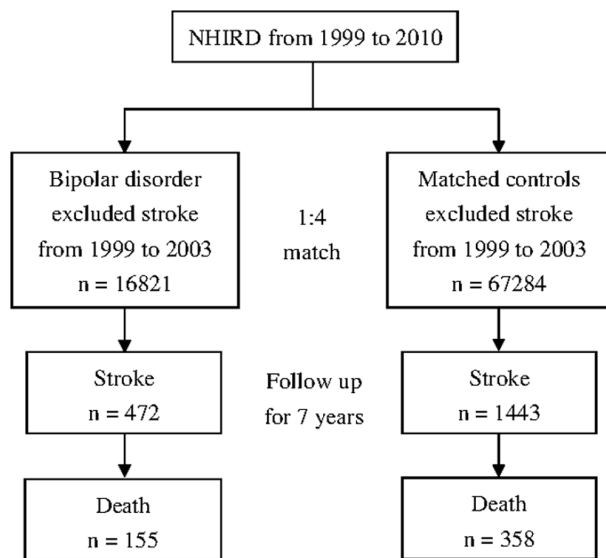 NHIRD from 1999 to 2010
Bipolar disorder
excluded stroke
from 1999 to 2003
n = 16821
1:4
match
Matched controls
excluded stroke
from 1999 to 2003
n = 67284
Stroke
n = 472
Follow up
for 7 years
Stroke
n = 1443
Death
n = 155
Death
n = 358